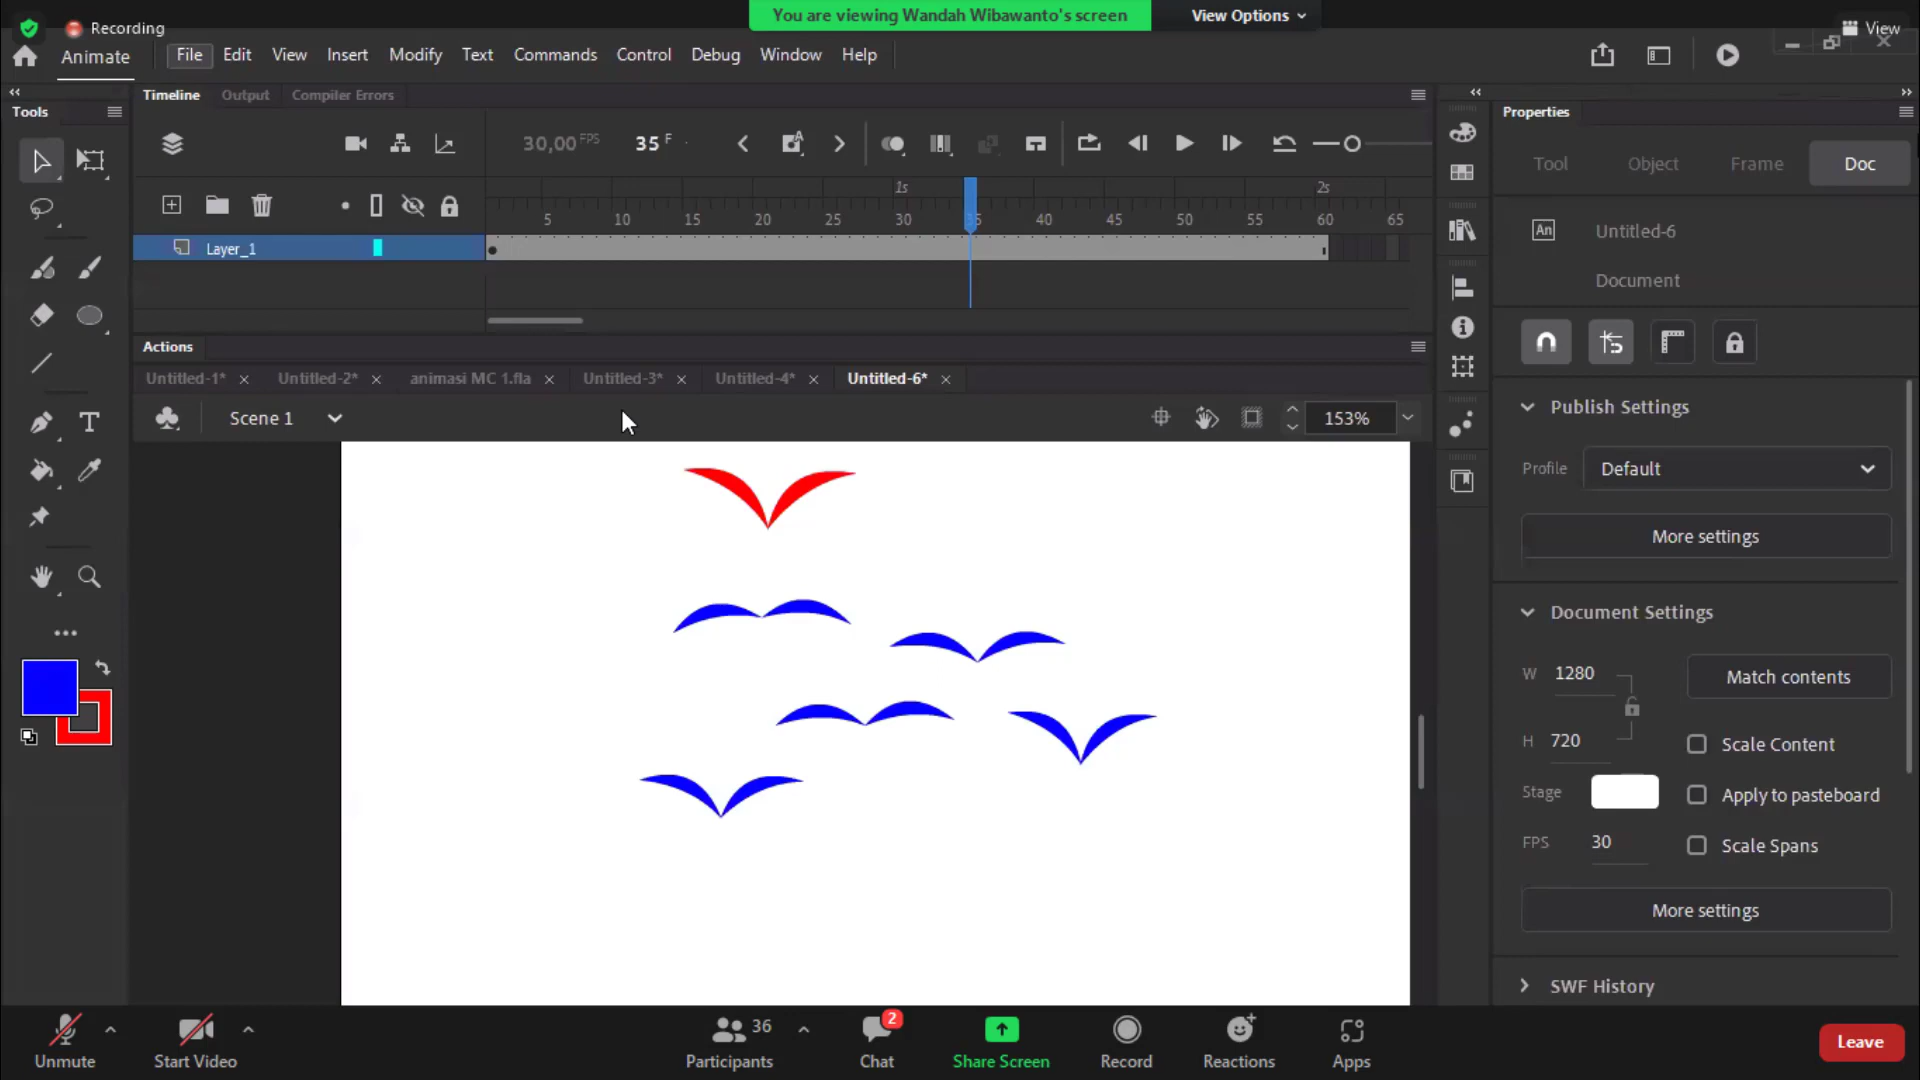 You are viewing Wandah Wibawanto's screen
View Options
Recording
View
Animate
File Edit View Insert Modify Text Commands Control Debug Window Help
Timeline Output Compiler Errors
Tools
Properties
30,00 FPS 35 F
Tool Object Frame Doc
1s 2s
5 10 15 20 25 30 35 40 45 50 55 60 65
Layer_1
An Untitled-6
Document
Actions
Untitled-1* × Untitled-2* × animasi MC 1.fla × Untitled-3* × Untitled-4* × Untitled-6* ×
Scene 1
153%
Publish Settings
Profile Default
More settings
Document Settings
W 1280
Match contents
H 720
Scale Content
Stage
Apply to pasteboard
FPS 30
Scale Spans
More settings
SWF History
36
2
Unmute
Start Video
Participants
Chat
Share Screen
Record
Reactions
Apps
Leave